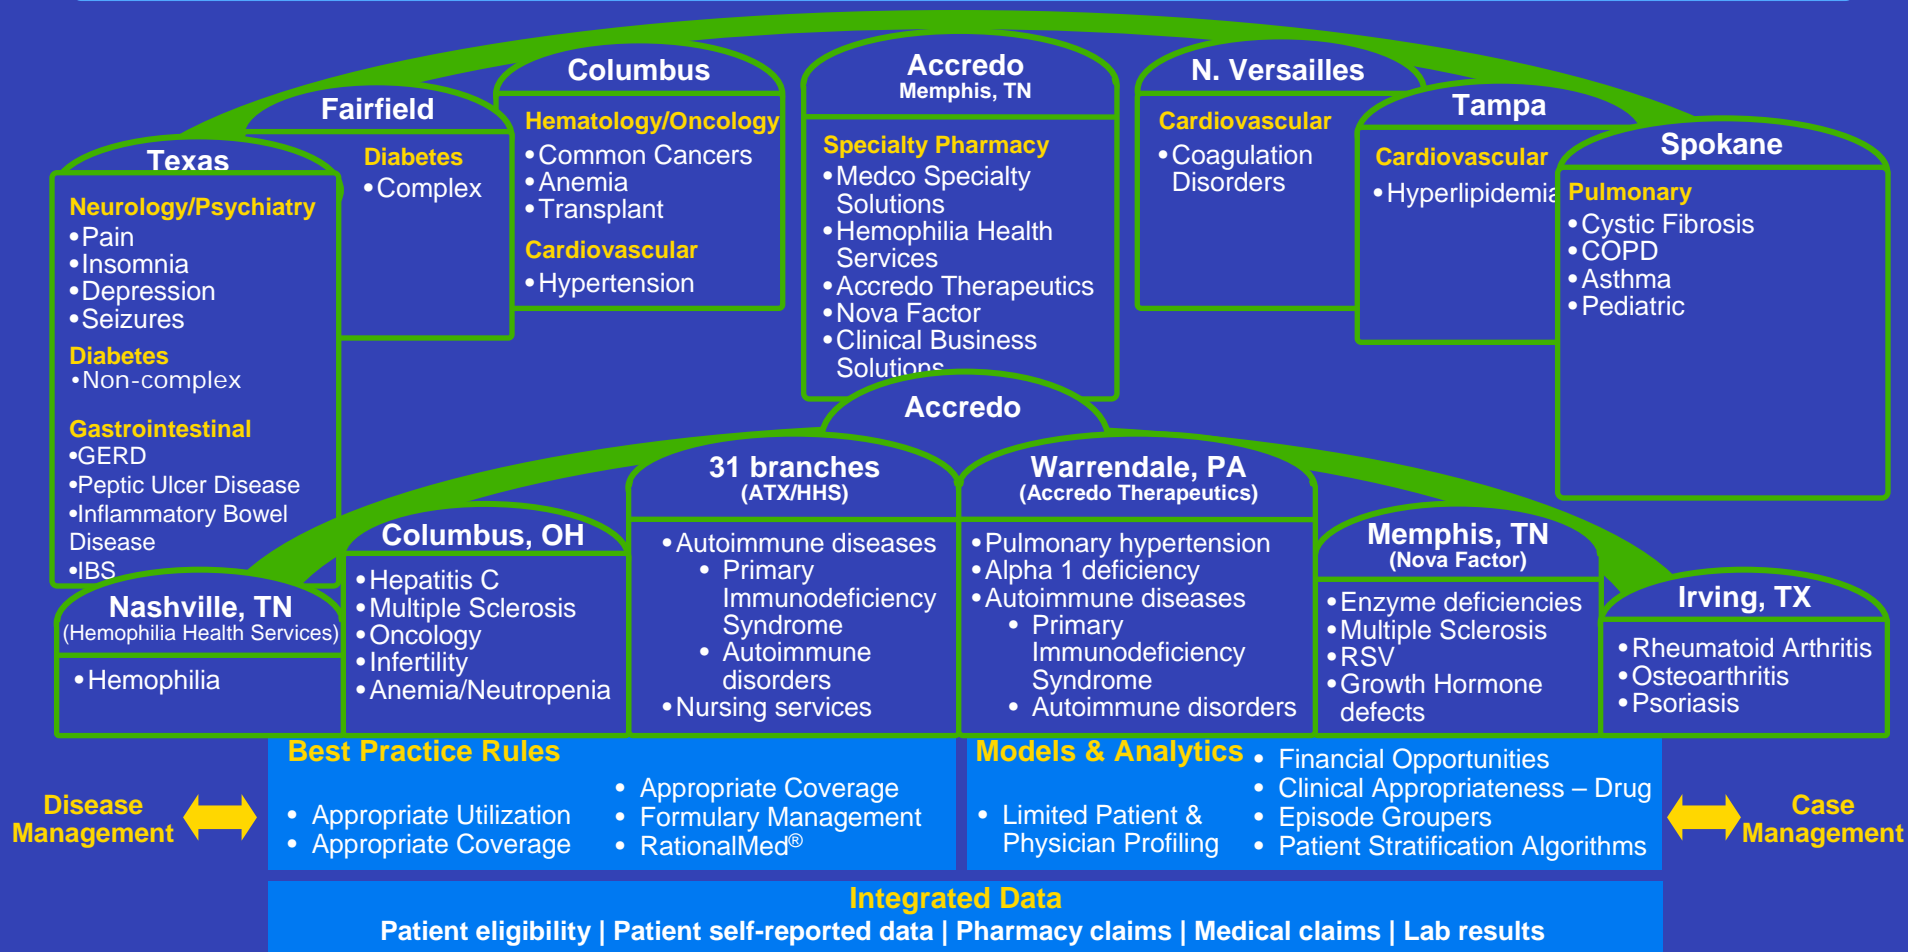 Texas
Neurology/Psychiatry
•Pain
•Insomnia
•Depression
•Seizures
Diabetes
•Non-complex
Gastrointestinal
•GERD
•Peptic Ulcer Disease
•Inflammatory Bowel
Disease
•IBS
Fairfield
Diabetes
•Complex
Columbus
Hematology/Oncology
•Common Cancers
•Anemia
•Transplant
Cardiovascular
•Hypertension
Accredo
Memphis, TN
Specialty Pharmacy
•Medco Specialty
Solutions
•Hemophilia Health
Services
•Accredo Therapeutics
•Nova Factor
•Clinical Business
Solutions
N. Versailles
Cardiovascular
•Coagulation
Disorders
Tampa
Cardiovascular
•Hyperlipidemia
Spokane
Pulmonary
•Cystic Fibrosis
•COPD
•Asthma
•Pediatric
Accredo
Nashville, TN
(Hemophilia Health Services)
•Hemophilia
Columbus, OH
•Hepatitis C
•Multiple Sclerosis
•Oncology
•Infertility
•Anemia/Neutropenia
31 branches
(ATX/HHS)
•Autoimmune diseases
• Primary
Immunodeficiency
Syndrome
• Autoimmune
disorders
•Nursing services
Warrendale, PA
(Accredo Therapeutics)
•Pulmonary hypertension
•Alpha 1 deficiency
•Autoimmune diseases
• Primary
Immunodeficiency
Syndrome
• Autoimmune disorders
Memphis, TN
(Nova Factor)
•Enzyme deficiencies
•Multiple Sclerosis
•RSV
•Growth Hormone
defects
Irving, TX
•Rheumatoid Arthritis
•Osteoarthritis
•Psoriasis
Disease
Management
Best Practice Rules
• Appropriate Utilization
• Appropriate Coverage
• Appropriate Coverage
• Formulary Management
• RationalMed®
Models & Analytics
• Limited Patient &
Physician Profiling
• Financial Opportunities
• Clinical Appropriateness – Drug
• Episode Groupers
• Patient Stratification Algorithms
Case
Management
Integrated Data
Patient eligibility | Patient self-reported data | Pharmacy claims | Medical claims | Lab results